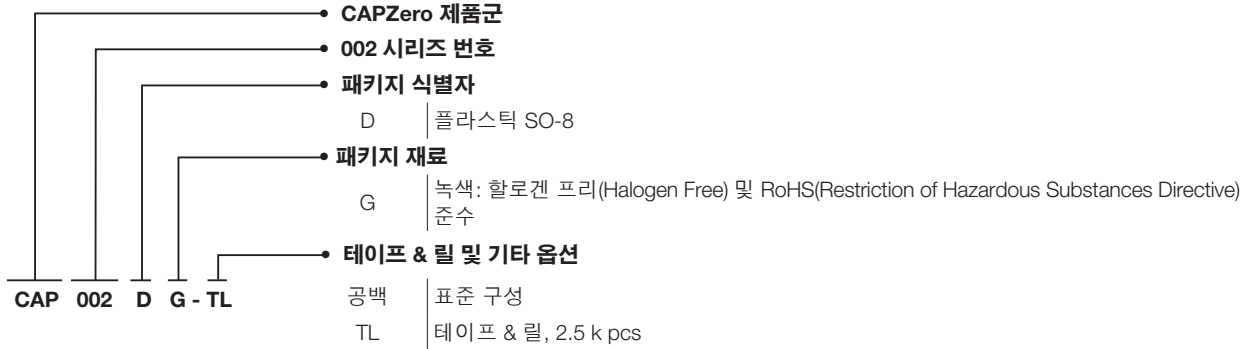 CAPZero 제품군
002 시리즈 번호
패키지 식별자
D 플라스틱 SO-8
패키지 재료
G 녹색: 할로겐 프리(Halogen Free) 및 RoHS(Restriction of Hazardous Substances Directive)
준수
테이프 & 릴 및 기타 옵션
공백 표준 구성
TL 테이프 & 릴, 2.5 k pcs
CAP 002 D G - TL